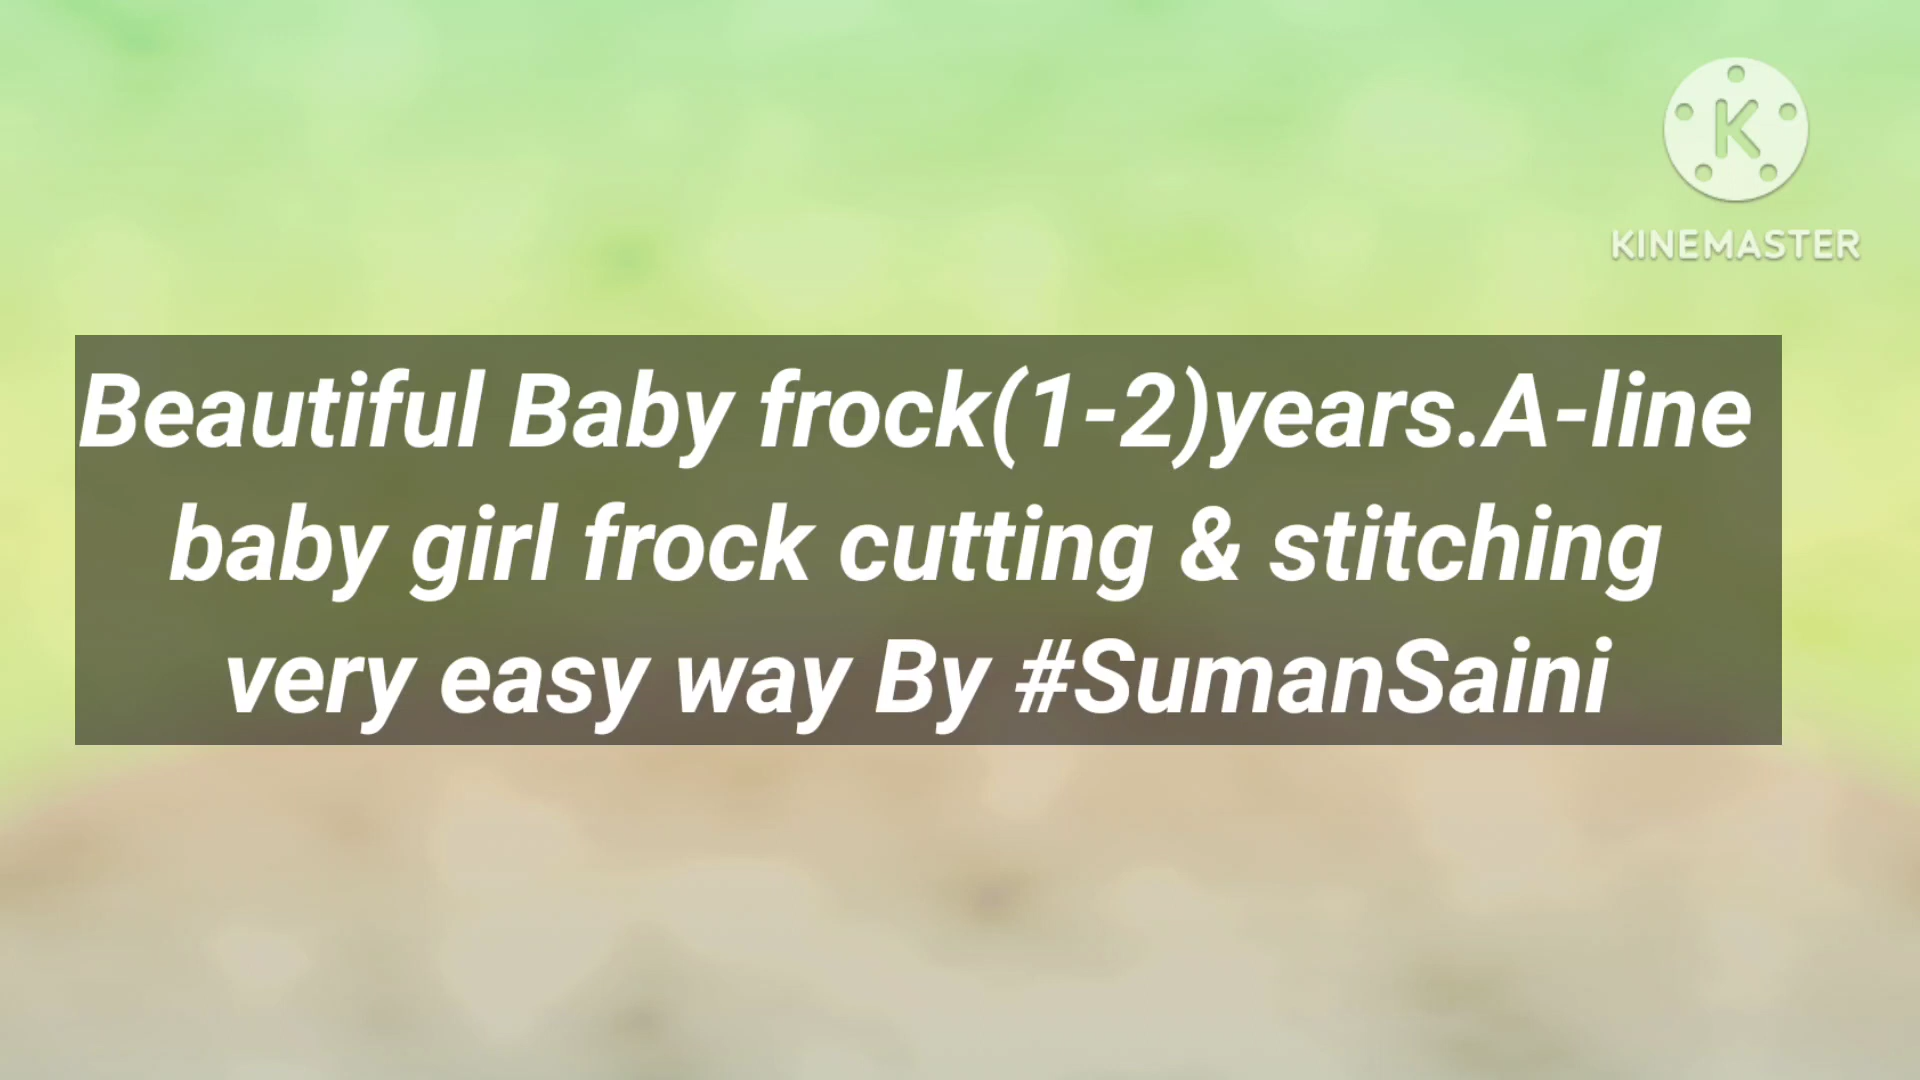 K
KINEMASTER
Beautiful Baby frock(1-2)years.A-line
baby girl frock cutting & stitching
very easy way By #SumanSaini